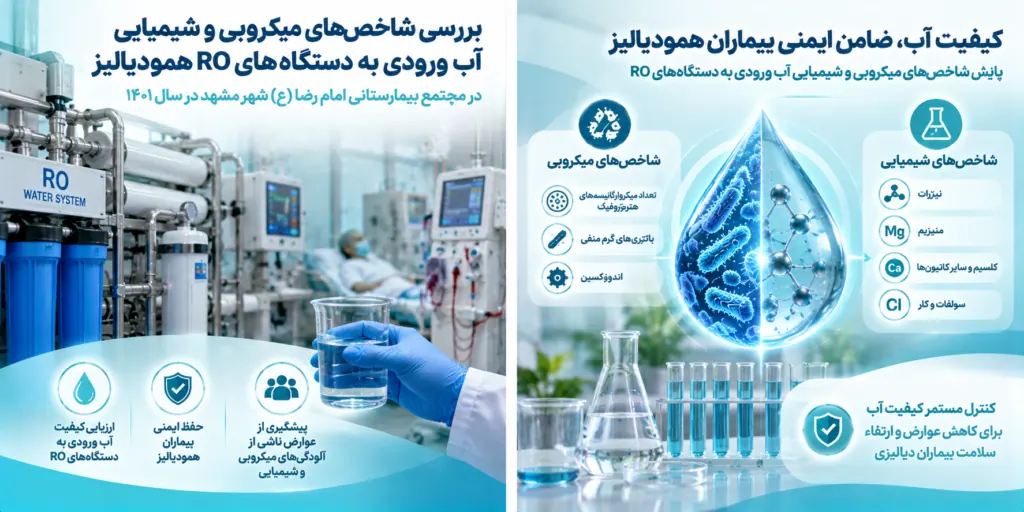 بررسی شاخص‌های میکروبی و شیمیایی
آب ورودی به دستگاه‌های RO همودیالیز
در مجتمع بیمارستانی امام رضا (ع) شهر مشهد در سال ۱۴۰۱
RO
WATER SYSTEM
پیشگیری از
عوارض ناشی از
آلودگی‌های میکروبی
و شیمیایی
حفظ ایمنی
بیماران
همودیالیز
ارزیابی کیفیت
آب ورودی به
دستگاه‌های RO
کیفیت آب، ضامن ایمنی بیماران همودیالیز
پایش شاخص‌های میکروبی و شیمیایی آب ورودی به دستگاه‌های RO
شاخص‌های شیمیایی
نیترات
Mg
منیزیم
Ca
کلسیم و سایر کاتیون‌ها
Cl
سولفات و کلر
شاخص‌های میکروبی
تعداد میکروارگانیسم‌های
هتروتروفیک
باکتری‌های گرم منفی
اندوتوکسین
کنترل مستمر کیفیت آب
برای کاهش عوارض و ارتقاء
سلامت بیماران دیالیزی